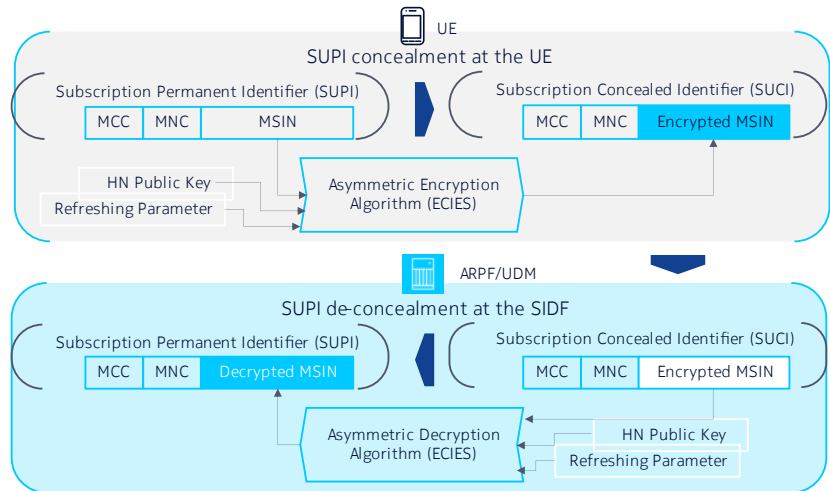 UE
SUPI concealment at the UE
Subscription Permanent Identifier (SUPI)
Subscription Concealed Identifier (SUCI)
MCC MNC MSIN
MCC MNC Encrypted MSIN
HN Public Key
Refreshing Parameter
Asymmetric Encryption
Algorithm (ECIES)
ARPF/UDM
SUPI de-concealment at the SIDF
Subscription Permanent Identifier (SUPI)
Subscription Concealed Identifier (SUCI)
MCC MNC Decrypted MSIN
MCC MNC Encrypted MSIN
Asymmetric Decryption
Algorithm (ECIES)
HN Public Key
Refreshing Parameter